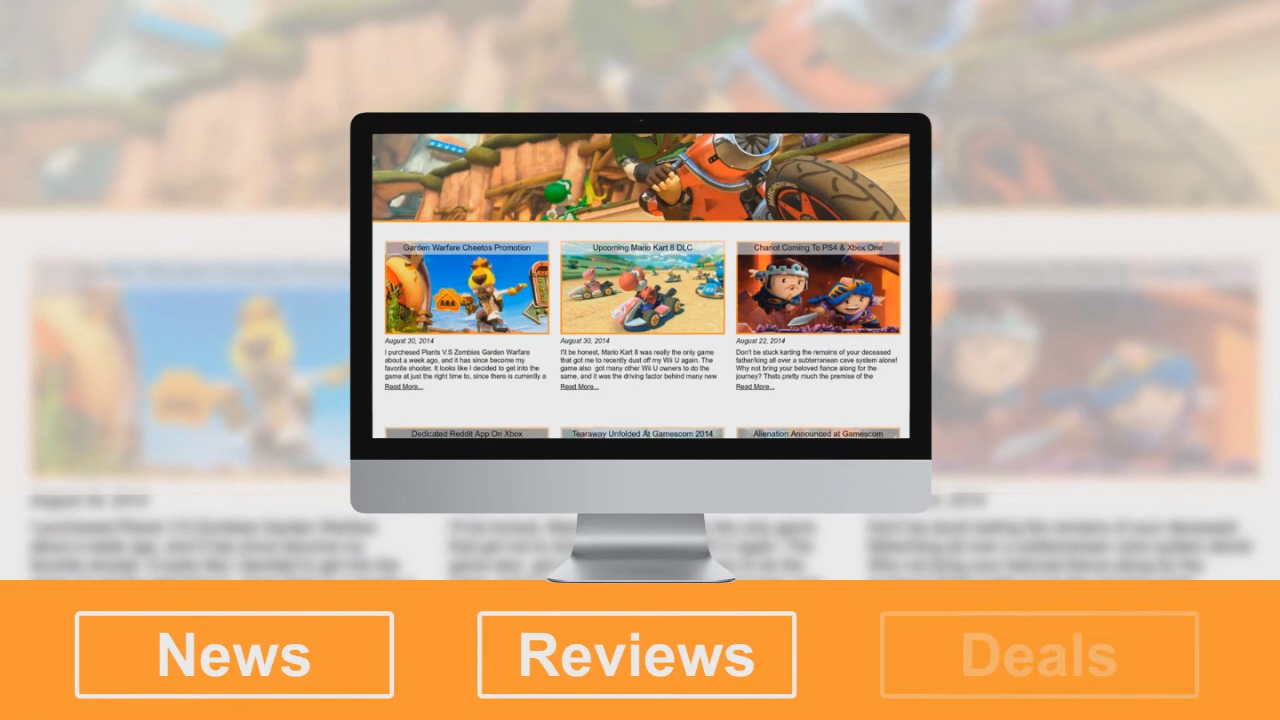 Garden Warfare Cheetos Promotion
Upcoming Mario Kart 8 DLC
Chariot Coming To PS4 & Xbox One
August 30, 2014
I purchesed Plants V.S Zombies Garden Warfare
about a week ago, and it has since become my
favorite shooter. It looks like I decided to get into the
game at just the right time to, since there is currently a
Read More...
August 30, 2014
I'll be honest, Mario Kart 8 was really the only game
that got me to recently dust off my Wii U again. The
game also got many other Wii U owners to do the
same, and it was the driving factor behind many new
Read More...
August 22, 2014
Don't be stuck karting the remains of your deceased
father/king all over a subterranean cave system alone!
Why not bring your beloved fiance along for the
journey? Thats pretty much the premise of the
Read More...
Dedicated Reddit App On Xbox
Tearaway Unfolded At Gamescom 2014
Alienation Announced at Gamescom
News
Reviews
Deals